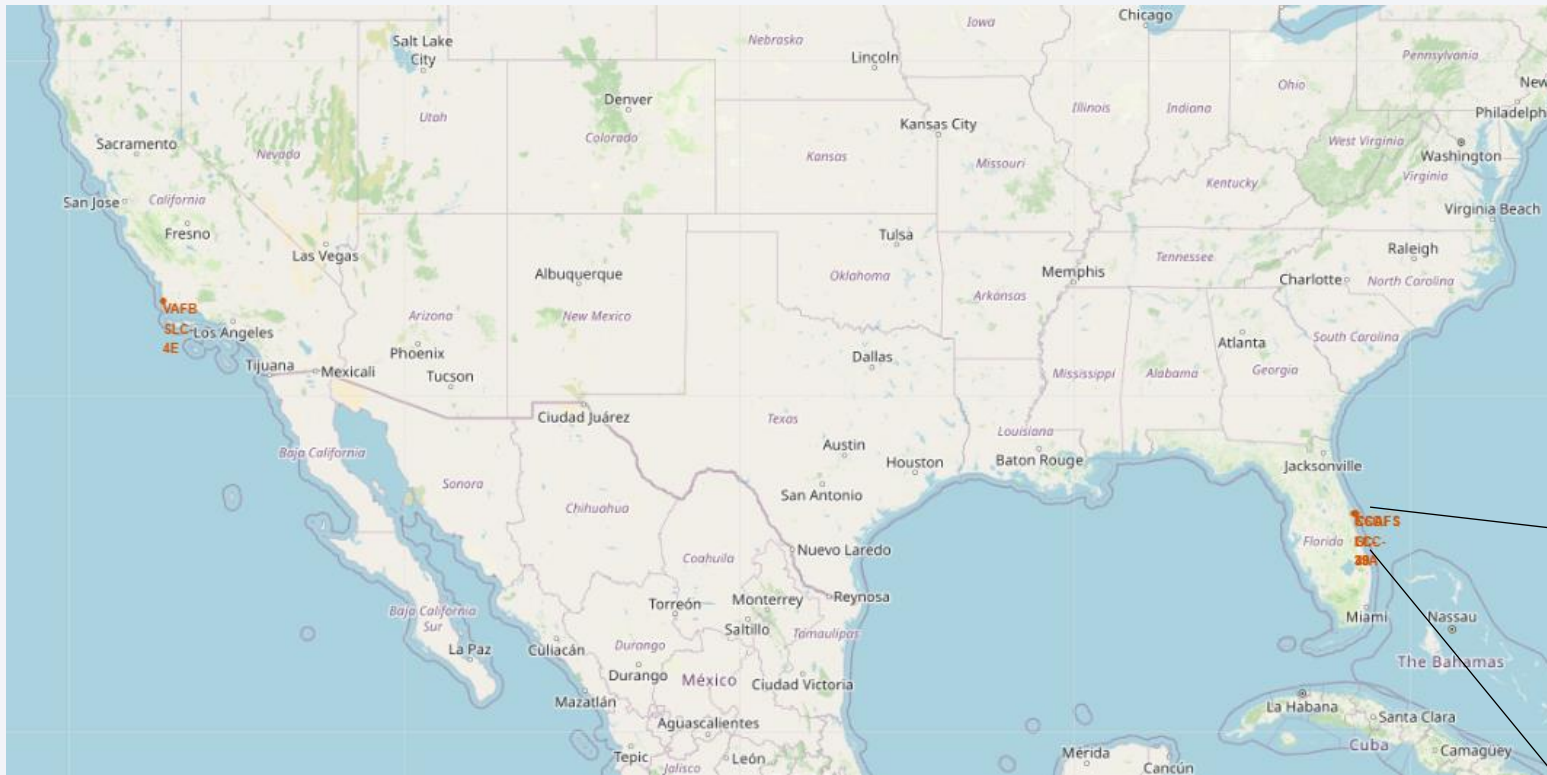 Chicago
Iowa
Salt Lake
City
Nebraska
Lincoln
Pennsylvania
Ohio
New
Denver
Utah
Illinois
Indiana
Philadelph
Colorado
Kansas City
Sacramento
Nevada
Kansas
Missouri
West Virginia
Washington
Virginia
Kentucky
San Jose
California
Virginia Beach
Fresno
Tulsa
Raleigh
Las Vegas
Tennessee
Albuquerque
Oklahoma
Memphis
Charlotte
North Carolina
Arkansas
VAFB
SLC-
4E
Los Angeles
Arizona
New Mexico
South Carolina
Atlanta
Phoenix
Dallas
Tijuana
Mexicali
Tucson
Mississippi
Alabama
Georgia
Ciudad Juárez
Texas
Louisiana
Austin
Baja California
Houston
Baton Rouge
Jacksonville
Sonora
San Antonio
Chihuahua
Florida
Nuevo Laredo
Coahuila
Torreón
Monterrey
Reynosa
Baja California
Sur
Saltillo
Tamaulipas
Miami
Nassau
La Paz
Culiacán
Durango
Durango
México
Ciudad Victoria
The Bahamas
Mazatlán
La Habana
Santa Clara
Aguascalientes
Cuba
Camagüey
Tepic
León
Jalisco
Mérida
Cancún